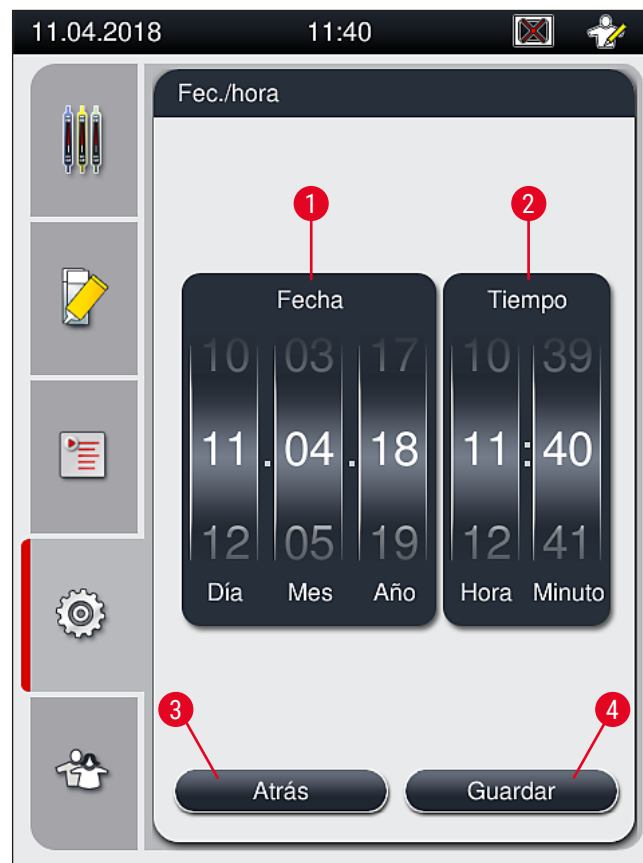 11.04.2018 11:40
Fec./hora
1 2
Fecha Tiempo
10 03 17 10 39
11 . 04 . 18 11 : 40
12 05 19 12 41
Día Mes Año Hora Minuto
3 4
Atrás Guardar